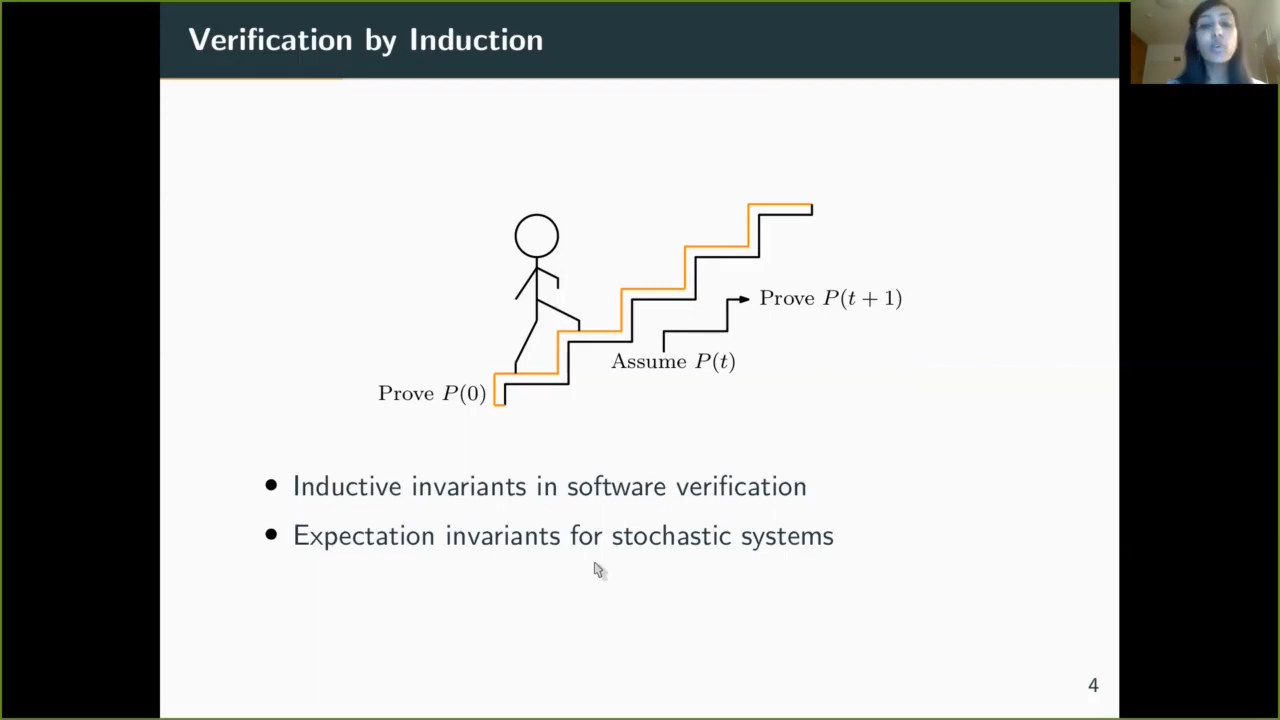 Verification by Induction
Prove P(t + 1)
Assume P(t)
Prove P(0)
• Inductive invariants in software verification
• Expectation invariants for stochastic systems
4